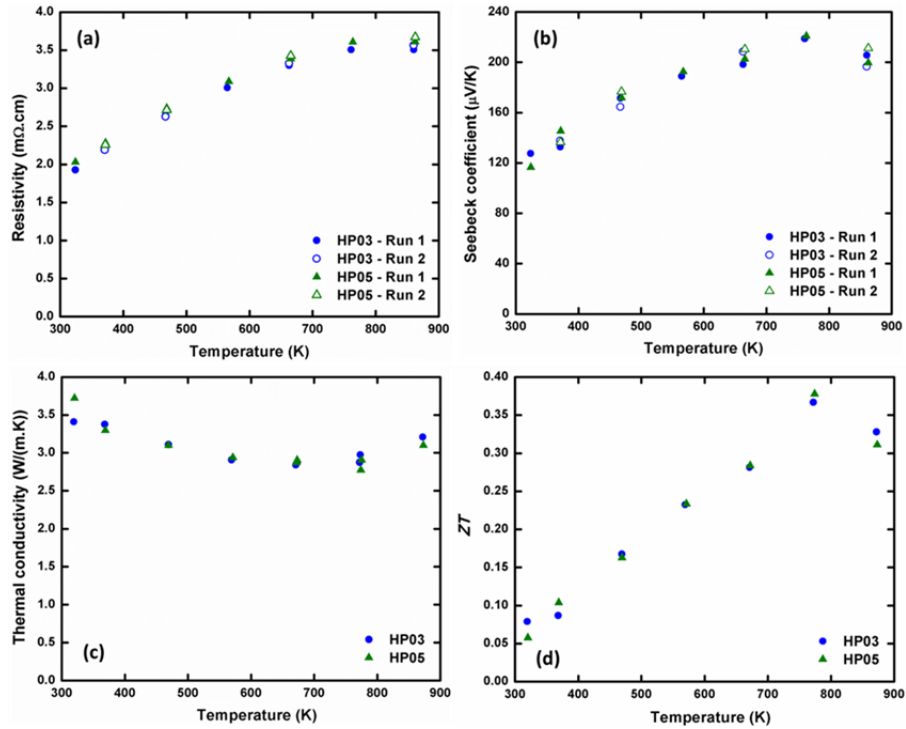 (a)
Resistivity (mΩ.cm)
4.0
3.5
3.0
2.5
2.0
1.5
1.0
0.5
0.0
HP03 - Run 1
HP03 - Run 2
HP05 - Run 1
HP05 - Run 2
300 400 500 600 700 800 900
Temperature (K)
(b)
Seebeck coefficient (μV/K)
240
200
160
120
80
40
0
HP03 - Run 1
HP03 - Run 2
HP05 - Run 1
HP05 - Run 2
300 400 500 600 700 800 900
Temperature (K)
Thermal conductivity (W/(m.K))
4.0
3.5
3.0
2.5
2.0
1.5
1.0
0.5
0.0
(c)
HP03
HP05
300 400 500 600 700 800 900
Temperature (K)
ZT
0.40
0.35
0.30
0.25
0.20
0.15
0.10
0.05
0.00
(d)
HP03
HP05
300 400 500 600 700 800 900
Temperature (K)